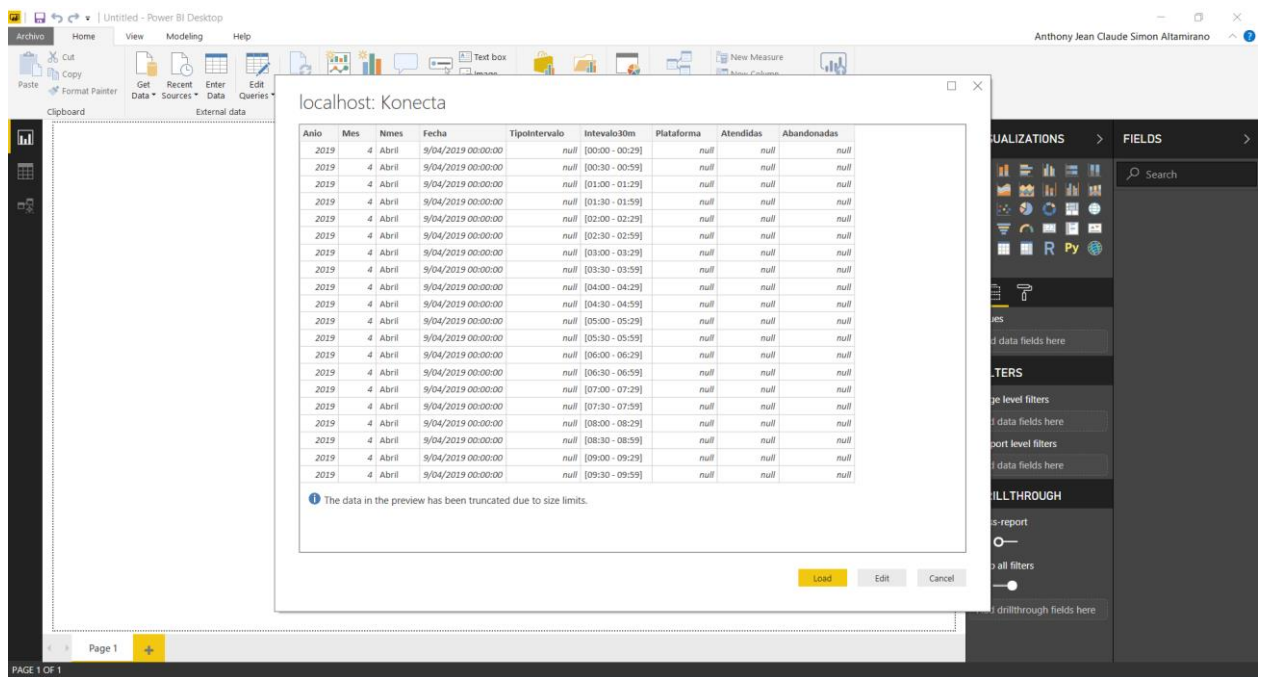 Untitled - Power BI Desktop
Archivo Home View Modeling Help Anthony Jean Claude Simon Altamirano
Paste Cut Copy Format Painter
Clipboard
Get Data Recent Sources Enter Data Edit Queries
External data
Text box
New Measure
localhost: Konecta
Anio Mes Nmes Fecha TipoIntervalo Intevalo30m Plataforma Atendidas Abandonadas
2019 4 Abril 9/04/2019 00:00:00 null [00:00 - 00:29] null null null
2019 4 Abril 9/04/2019 00:00:00 null [00:30 - 00:59] null null null
2019 4 Abril 9/04/2019 00:00:00 null [01:00 - 01:29] null null null
2019 4 Abril 9/04/2019 00:00:00 null [01:30 - 01:59] null null null
2019 4 Abril 9/04/2019 00:00:00 null [02:00 - 02:29] null null null
2019 4 Abril 9/04/2019 00:00:00 null [02:30 - 02:59] null null null
2019 4 Abril 9/04/2019 00:00:00 null [03:00 - 03:29] null null null
2019 4 Abril 9/04/2019 00:00:00 null [03:30 - 03:59] null null null
2019 4 Abril 9/04/2019 00:00:00 null [04:00 - 04:29] null null null
2019 4 Abril 9/04/2019 00:00:00 null [04:30 - 04:59] null null null
2019 4 Abril 9/04/2019 00:00:00 null [05:00 - 05:29] null null null
2019 4 Abril 9/04/2019 00:00:00 null [05:30 - 05:59] null null null
2019 4 Abril 9/04/2019 00:00:00 null [06:00 - 06:29] null null null
2019 4 Abril 9/04/2019 00:00:00 null [06:30 - 06:59] null null null
2019 4 Abril 9/04/2019 00:00:00 null [07:00 - 07:29] null null null
2019 4 Abril 9/04/2019 00:00:00 null [07:30 - 07:59] null null null
2019 4 Abril 9/04/2019 00:00:00 null [08:00 - 08:29] null null null
2019 4 Abril 9/04/2019 00:00:00 null [08:30 - 08:59] null null null
2019 4 Abril 9/04/2019 00:00:00 null [09:00 - 09:29] null null null
2019 4 Abril 9/04/2019 00:00:00 null [09:30 - 09:59] null null null
The data in the preview has been truncated due to size limits.
Load Edit Cancel
UALIZATIONS
R Py
ues
d data fields here
TERS
ge level filters
d data fields here
port level filters
d data fields here
ILLTHROUGH
ss-report
all filters
drillthrough fields here
FIELDS
Search
Page 1
PAGE 1 OF 1